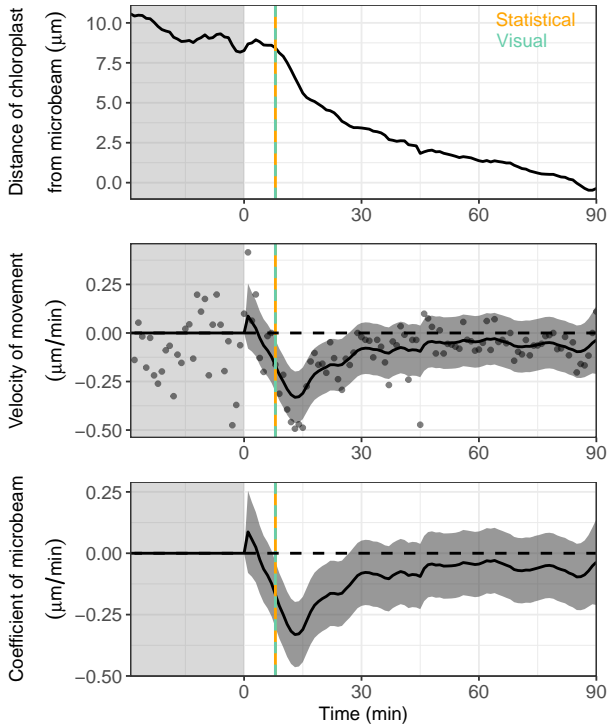 Distance of chloroplast
from microbeam (μm)
10.0
7.5
5.0
2.5
0.0
Statistical
Visual
0
30
60
90
Velocity of movement
(μm/min)
0.25
0.00
−0.25
−0.50
0
30
60
90
Coefficient of microbeam
(μm/min)
0.25
0.00
−0.25
−0.50
0
30
60
90
Time (min)